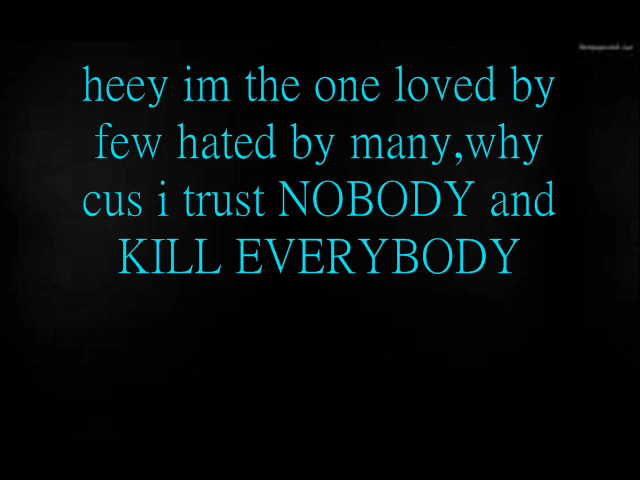 heey im the one loved by
few hated by many,why
cus i trust NOBODY and
KILL EVERYBODY